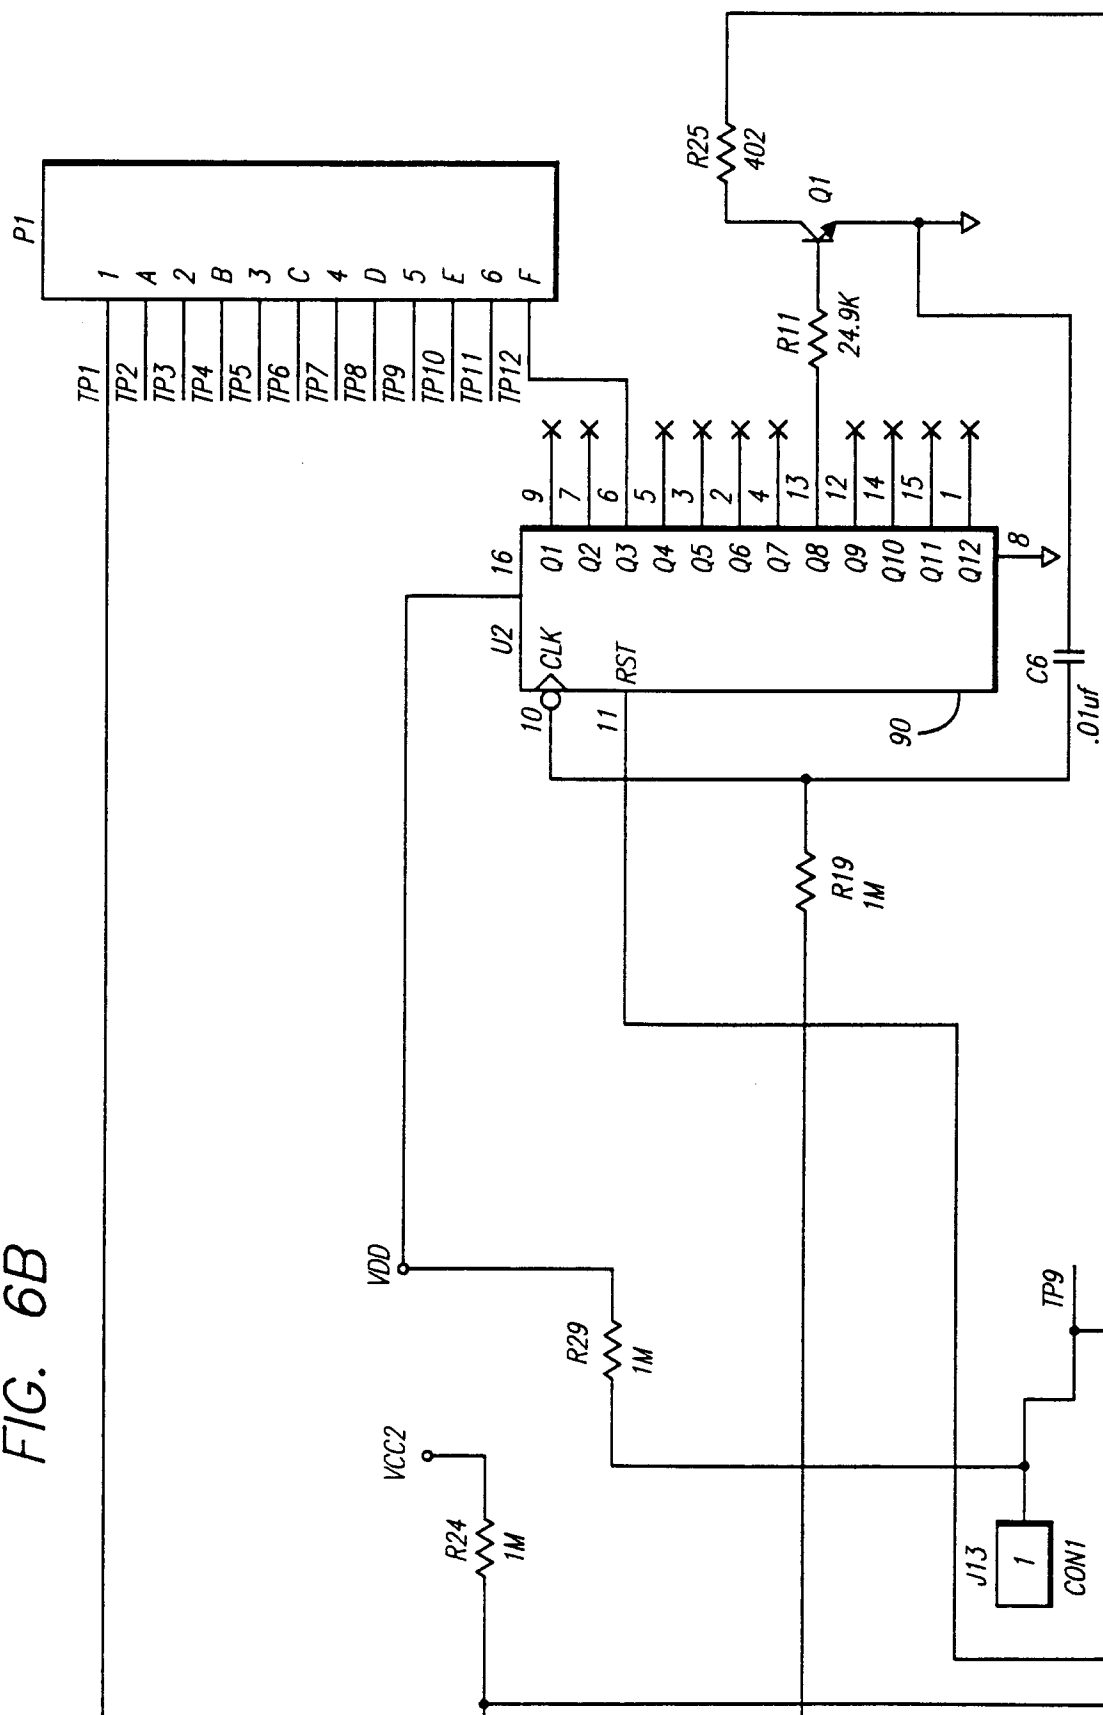 FIG. 6B
P1
TP1 1
TP2 A
TP3 2
TP4 B
TP5 3
TP6 C
TP7 4
TP8 D
TP9 5
TP10 E
TP11 6
TP12 F
VCC2
R24
1M
VDD
R29
1M
J13
1
CON1
TP9
U2
16
10 CLK
11 RST
90
Q1 9
Q2 7
Q3 6
Q4 5
Q5 3
Q6 2
Q7 4
Q8 13
Q9 12
Q10 14
Q11 15
Q12 1
8
R19
1M
C6
.01uf
R11
24.9K
Q1
R25
402